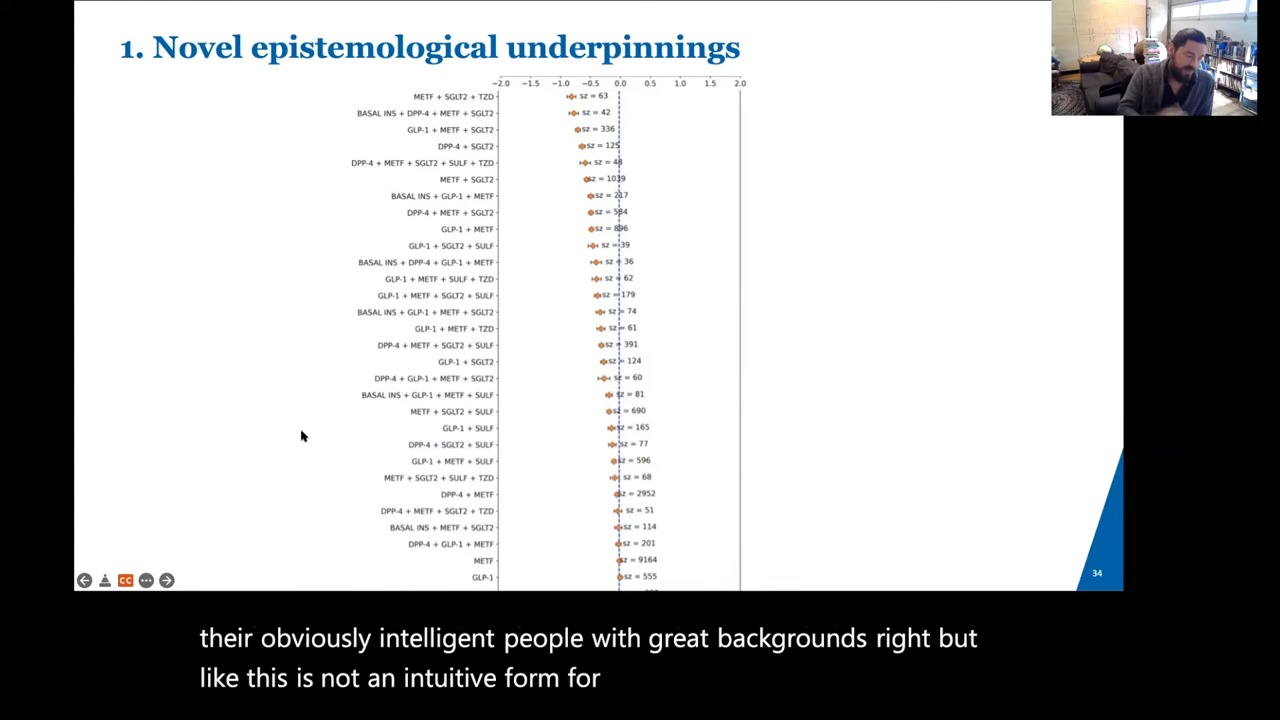 1. Novel epistemological underpinnings
−2.0 −1.5 −1.0 −0.5 0.0 0.5 1.0 1.5 2.0
METF + SGLT2 + TZD sz = 63
BASAL INS + DPP-4 + METF + SGLT2 sz = 42
GLP-1 + METF + SGLT2 sz = 336
DPP-4 + SGLT2 sz = 125
DPP-4 + METF + SGLT2 + SULF + TZD sz = 48
METF + SGLT2 sz = 1039
BASAL INS + GLP-1 + METF sz = 217
DPP-4 + METF + SGLT2 sz = 584
GLP-1 + METF sz = 896
GLP-1 + SGLT2 + SULF sz = 39
BASAL INS + DPP-4 + GLP-1 + METF sz = 36
GLP-1 + METF + SULF + TZD sz = 62
GLP-1 + METF + SGLT2 + SULF sz = 179
BASAL INS + GLP-1 + METF + SGLT2 sz = 74
GLP-1 + METF + TZD sz = 61
DPP-4 + METF + SGLT2 + SULF sz = 391
GLP-1 + SGLT2 sz = 124
DPP-4 + GLP-1 + METF + SGLT2 sz = 60
BASAL INS + GLP-1 + METF + SULF sz = 81
METF + SGLT2 + SULF sz = 690
GLP-1 + SULF sz = 165
DPP-4 + SGLT2 + SULF sz = 77
GLP-1 + METF + SULF sz = 596
METF + SGLT2 + SULF + TZD sz = 68
DPP-4 + METF sz = 2952
DPP-4 + METF + SGLT2 + TZD sz = 51
BASAL INS + METF + SGLT2 sz = 114
DPP-4 + GLP-1 + METF sz = 201
METF sz = 9164
GLP-1 sz = 555
CC
34
their obviously intelligent people with great backgrounds right but
like this is not an intuitive form for